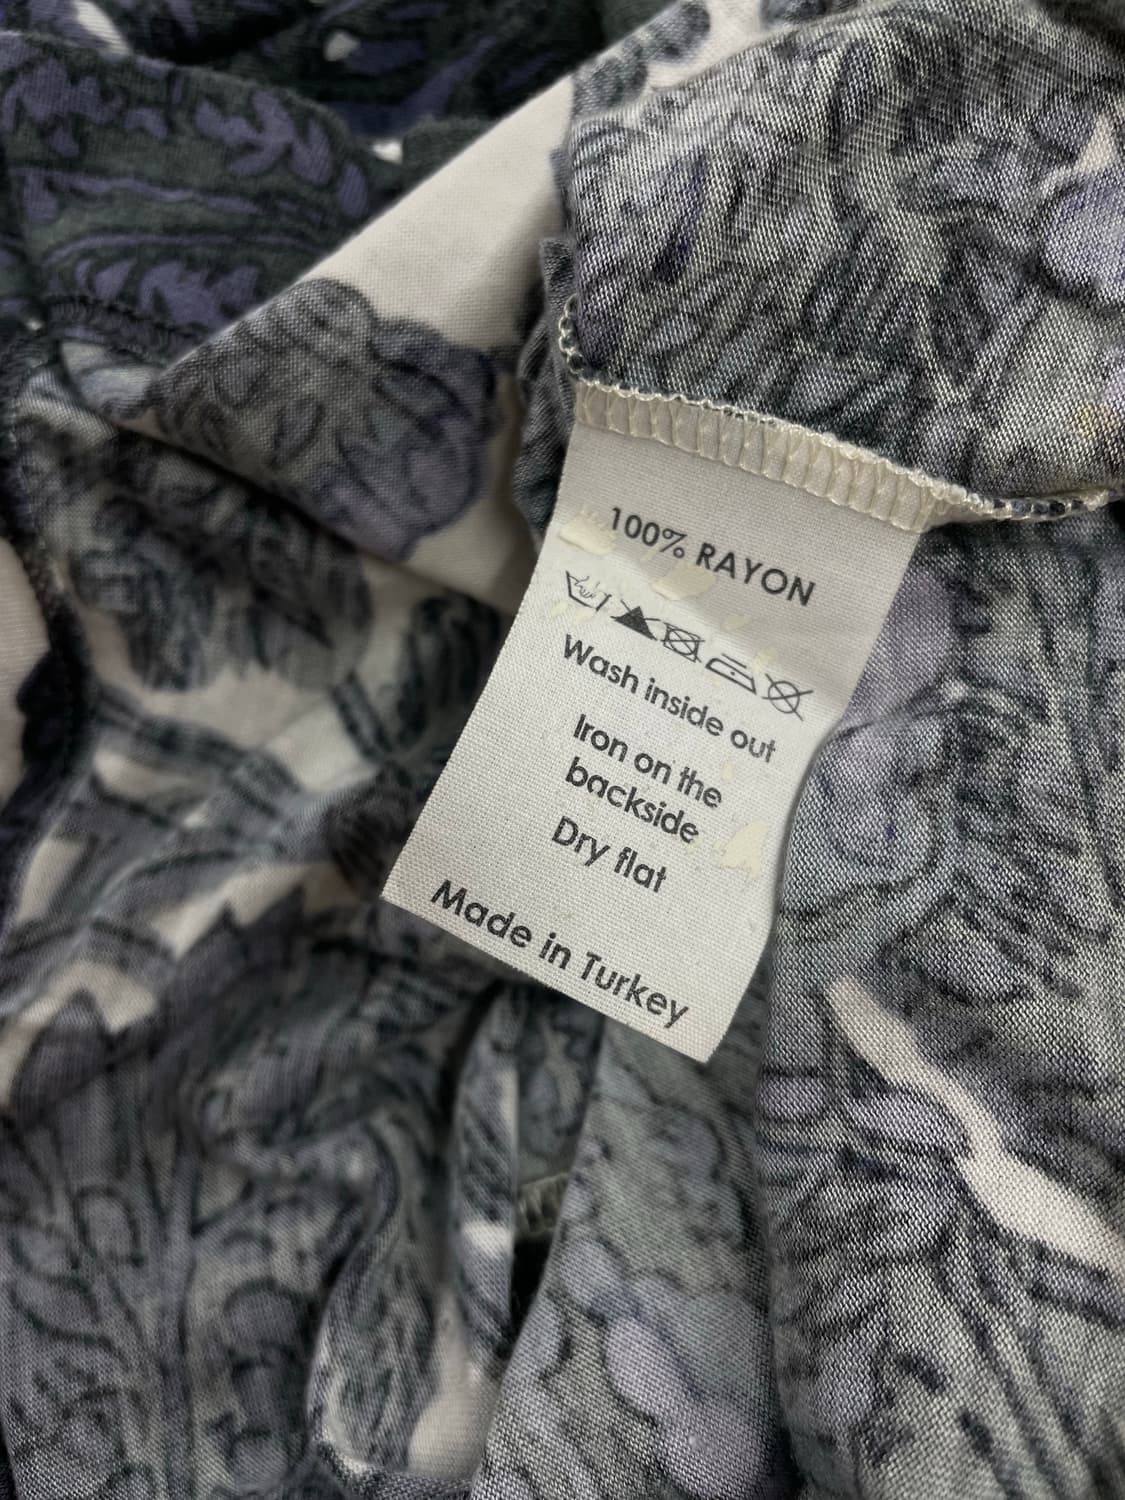 100% RAYON
Wash inside out
Iron on the
backside
Dry flat
Made in Turkey